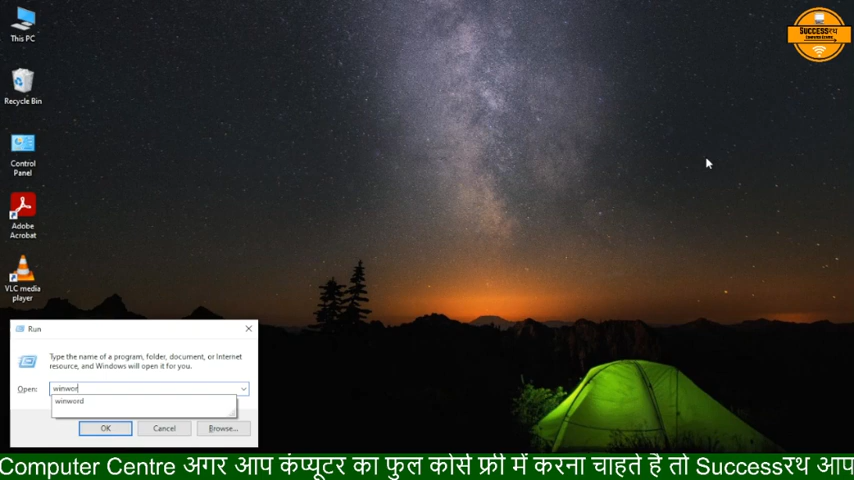 This PC
Recycle Bin
Control
Panel
Adobe
Acrobat
VLC media
player
SUCCESSरथ
Run
Type the name of a program, folder, document, or Internet
resource, and Windows will open it for you.
Open: winwor
winword
OK Cancel Browse...
Computer Centre अगर आप कंप्यूटर का फुल कोर्स फ्री में करना चाहते है तो Successरथ आप